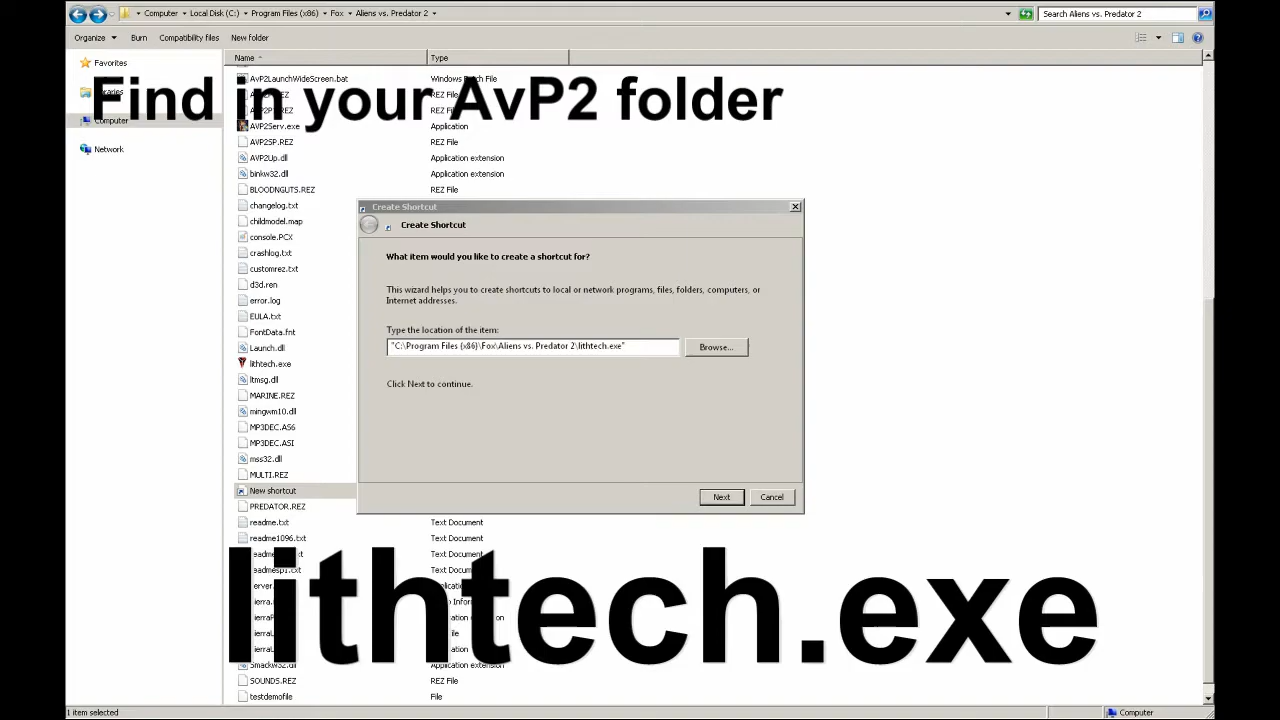 Computer ▸ Local Disk (C:) ▸ Program Files (x86) ▸ Fox ▸ Aliens vs. Predator 2 ▸
Search Aliens vs. Predator 2
Organize Burn Compatibility files New folder
Name Type
Favorites
Computer
Network
Find in your AvP2 folder
AvP2LaunchWideScreen.bat Windows Batch File
REZ File
REZ File
AVP2Serv.exe Application
AVP2SP.REZ REZ File
AVP2Up.dll Application extension
binkw32.dll Application extension
BLOODNGUTS.REZ REZ File
changelog.txt
childmodel.map
console.PCX
crashlog.txt
customrez.txt
d3d.ren
error.log
EULA.txt
FontData.fnt
Launch.dll
lithtech.exe
ltmsg.dll
MARINE.REZ
mingwm10.dll
MP3DEC.AS6
MP3DEC.ASI
mss32.dll
MULTI.REZ
New shortcut
PREDATOR.REZ
readme.txt Text Document
readme1096.txt Text Document
Text Document
Text Document
SmackW32.dll Application extension
SOUNDS.REZ REZ File
testdemofile File
Create Shortcut
Create Shortcut
What item would you like to create a shortcut for?
This wizard helps you to create shortcuts to local or network programs, files, folders, computers, or
Internet addresses.
Type the location of the item:
"C:\Program Files (x86)\Fox\Aliens vs. Predator 2\lithtech.exe"
Browse...
Click Next to continue.
Next Cancel
lithtech.exe
1 item selected
Computer